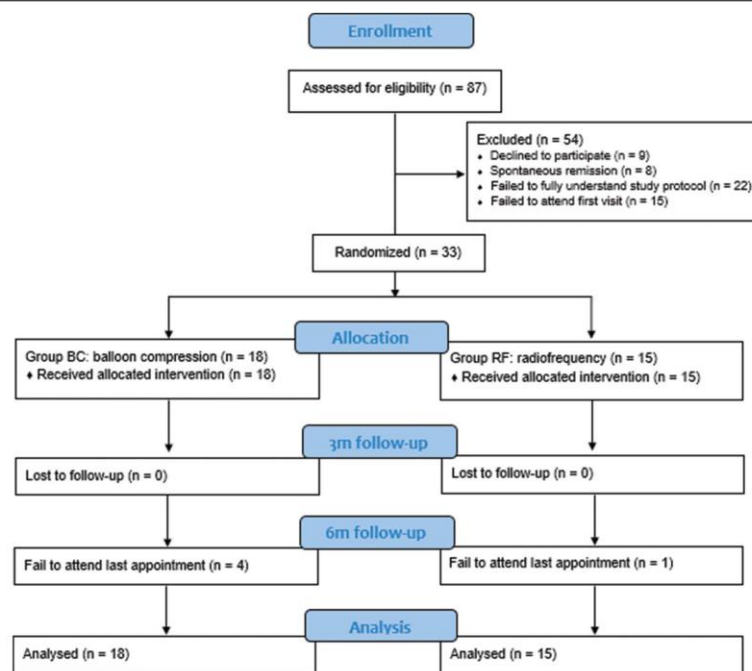 Enrollment
Assessed for eligibility (n = 87)
Excluded (n = 54)
♦ Declined to participate (n = 9)
♦ Spontaneous remission (n = 8)
♦ Failed to fully understand study protocol (n = 22)
♦ Failed to attend first visit (n = 15)
Randomized (n = 33)
Allocation
Group BC: balloon compression (n = 18)
♦ Received allocated intervention (n = 18)
Group RF: radiofrequency (n = 15)
♦ Received allocated intervention (n = 15)
3m follow-up
Lost to follow-up (n = 0)
Lost to follow-up (n = 0)
6m follow-up
Fail to attend last appointment (n = 4)
Fail to attend last appointment (n = 1)
Analysis
Analysed (n = 18)
Analysed (n = 15)